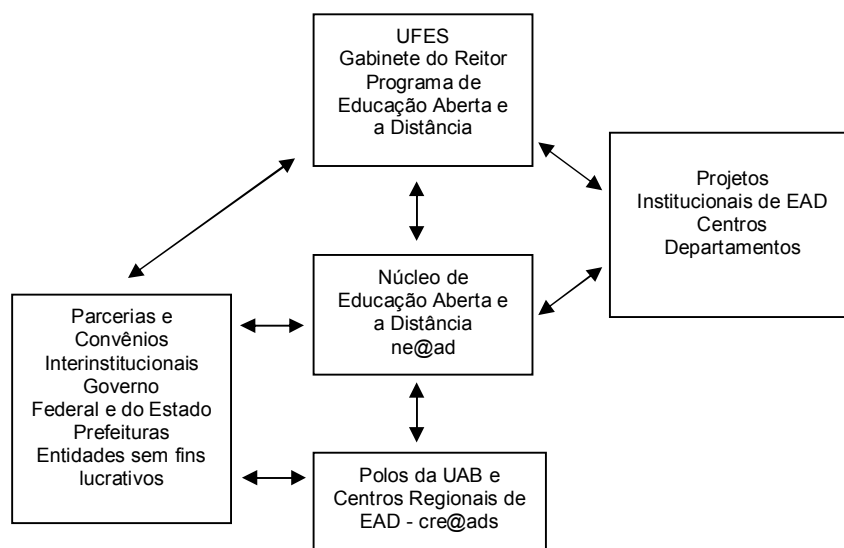 UFES
Gabinete do Reitor
Programa de
Educação Aberta e
a Distância
Projetos
Institucionais de EAD
Centros
Departamentos
Núcleo de
Educação Aberta e
a Distância
ne@ad
Parcerias e
Convênios
Interinstitucionais
Governo
Federal e do Estado
Prefeituras
Entidades sem fins
lucrativos
Polos da UAB e
Centros Regionais de
EAD - cre@ads